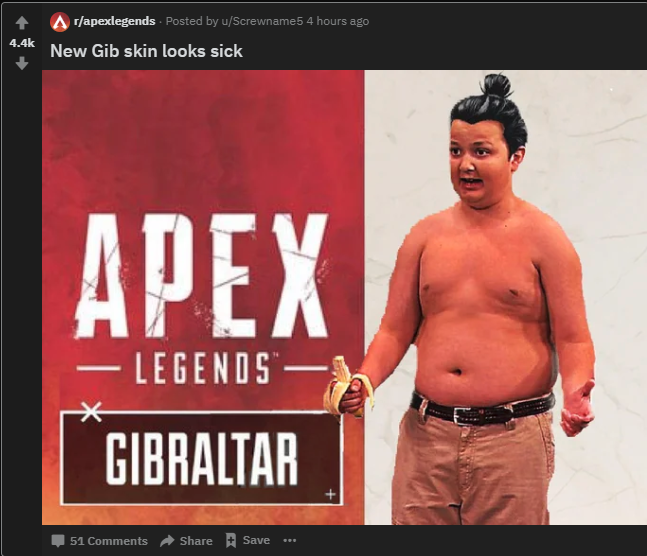 r/apexlegends · Posted by u/Screwname5 4 hours ago
4.4k
New Gib skin looks sick
APEX
LEGENDS™
GIBRALTAR
51 Comments Share Save ···